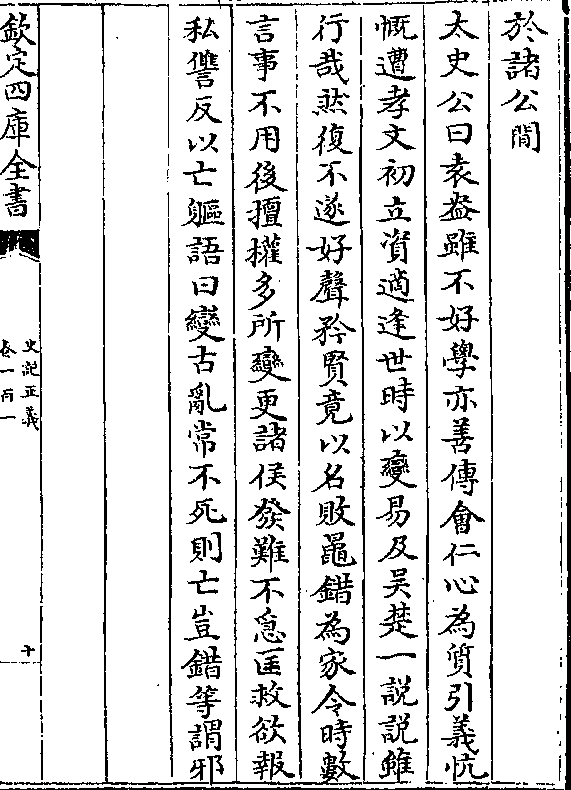 於諸公間
太史公曰袁盎雖不好學亦善傅會仁心為質引義忼
慨遭孝文初立資適逢世時以變易及吳楚一說說雖
行哉然復不遂好聲矜賢竟以名敗鼂錯為家令時數
言事不用後擅權多所變更諸侯發難不急匡救欲報
私讐反以亡軀語曰變古亂常不死則亡豈錯等謂邪
欽定四庫全書
史記正義
卷一百一
十